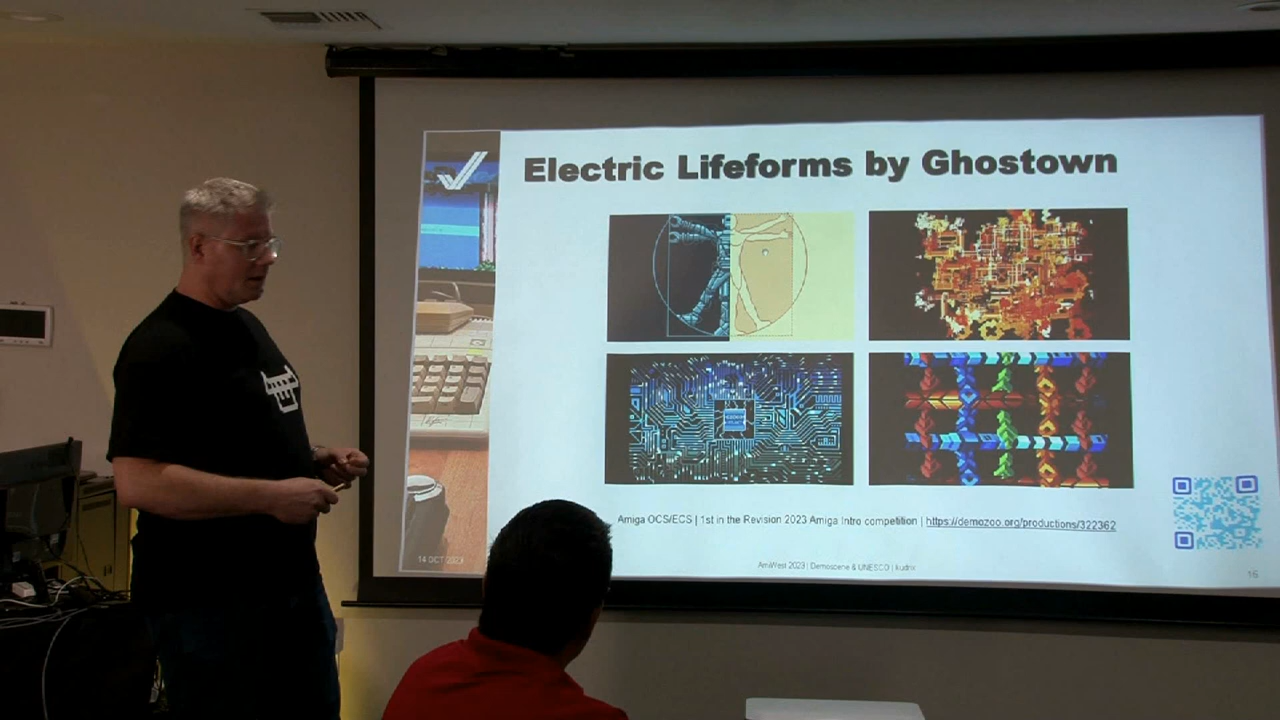 Electric Lifeforms by Ghostown
Amiga OCS/ECS | 1st in the Revision 2023 Amiga Intro competition | https://demozoo.org/productions/322362
14 OCT 2023
AmiWest 2023 | Demoscene & UNESCO | kudrix
16